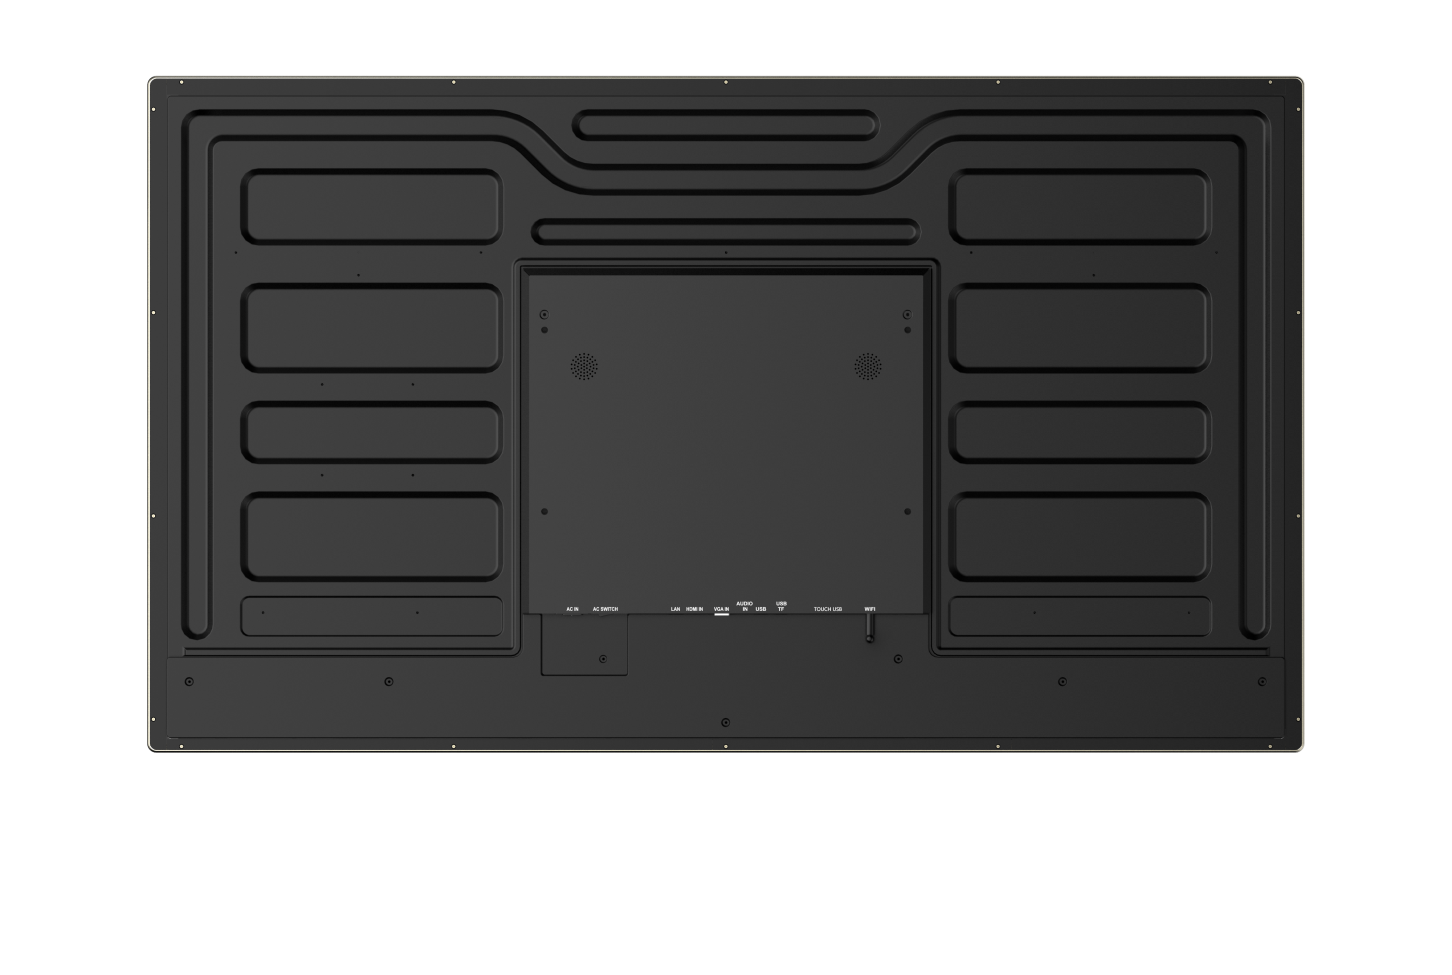 AC IN
AC SWITCH
LAN
HDMI IN
VGA IN
AUDIO
IN
USB
USB
TF
TOUCH USB
WIFI